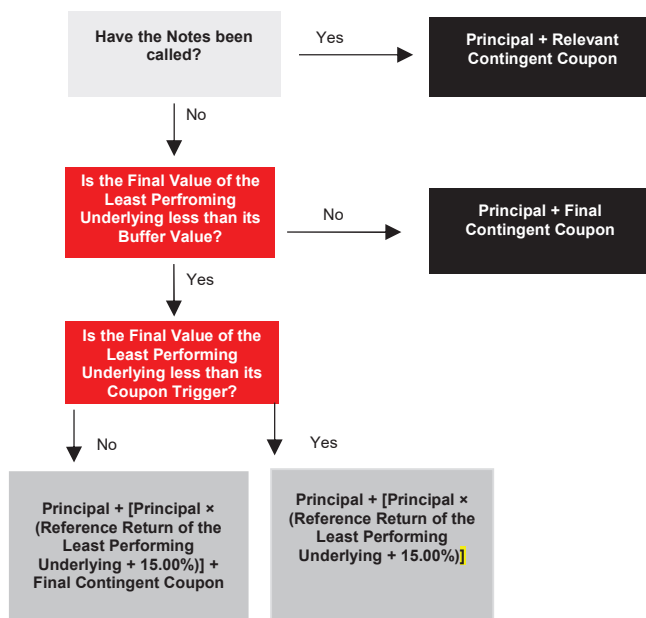 Have the Notes been
called?
Yes
Principal + Relevant
Contingent Coupon
No
Is the Final Value of the
Least Perfroming
Underlying less than its
Buffer Value?
No
Principal + Final
Contingent Coupon
Yes
Is the Final Value of the
Least Performing
Underlying less than its
Coupon Trigger?
No
Yes
Principal + [Principal ×
(Reference Return of the
Least Performing
Underlying + 15.00%)] +
Final Contingent Coupon
Principal + [Principal ×
(Reference Return of the
Least Performing
Underlying + 15.00%)]